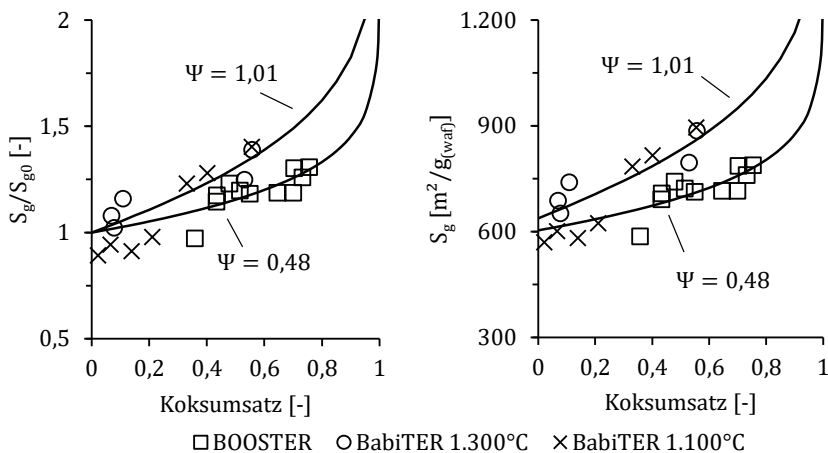 2
1,5
1
0,5
S_g/S_g0 [-]
Ψ = 1,01
Ψ = 0,48
0 0,2 0,4 0,6 0,8 1
Koksumsatz [-]
1.200
900
600
300
S_g [m²/g_(waf)]
Ψ = 1,01
Ψ = 0,48
0 0,2 0,4 0,6 0,8 1
Koksumsatz [-]
BOOSTER BabiTER 1.300°C BabiTER 1.100°C